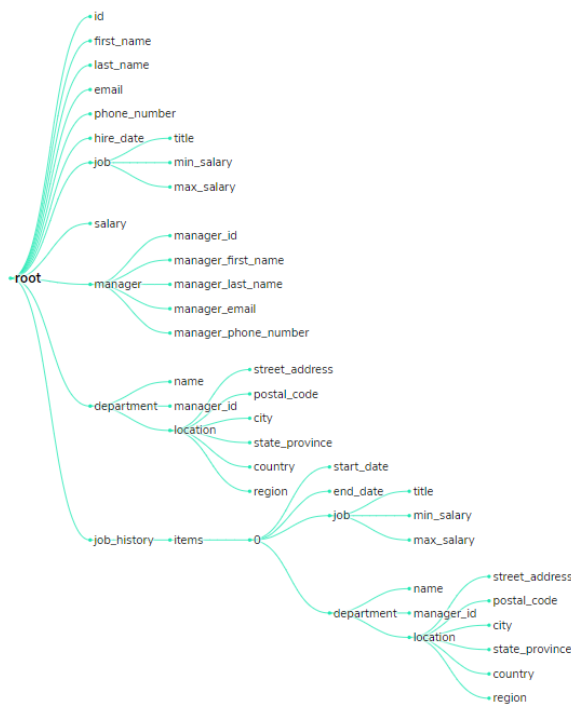 id
first_name
last_name
email
phone_number
hire_date
job
title
min_salary
max_salary
salary
root
manager
manager_id
manager_first_name
manager_last_name
manager_email
manager_phone_number
department
name
manager_id
location
street_address
postal_code
city
state_province
country
region
job_history
items
0
start_date
end_date
job
title
min_salary
max_salary
department
name
manager_id
location
street_address
postal_code
city
state_province
country
region